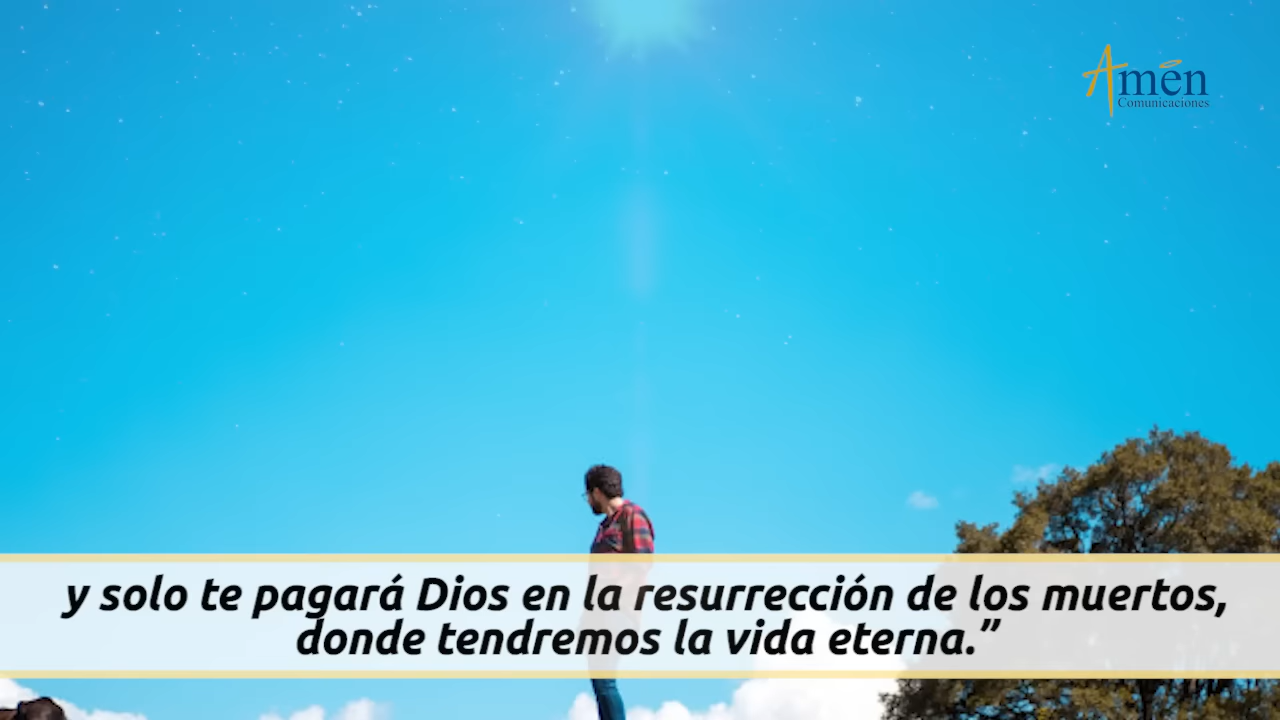 Amén
Comunicaciones
y solo te pagará Dios en la resurrección de los muertos,
donde tendremos la vida eterna.”